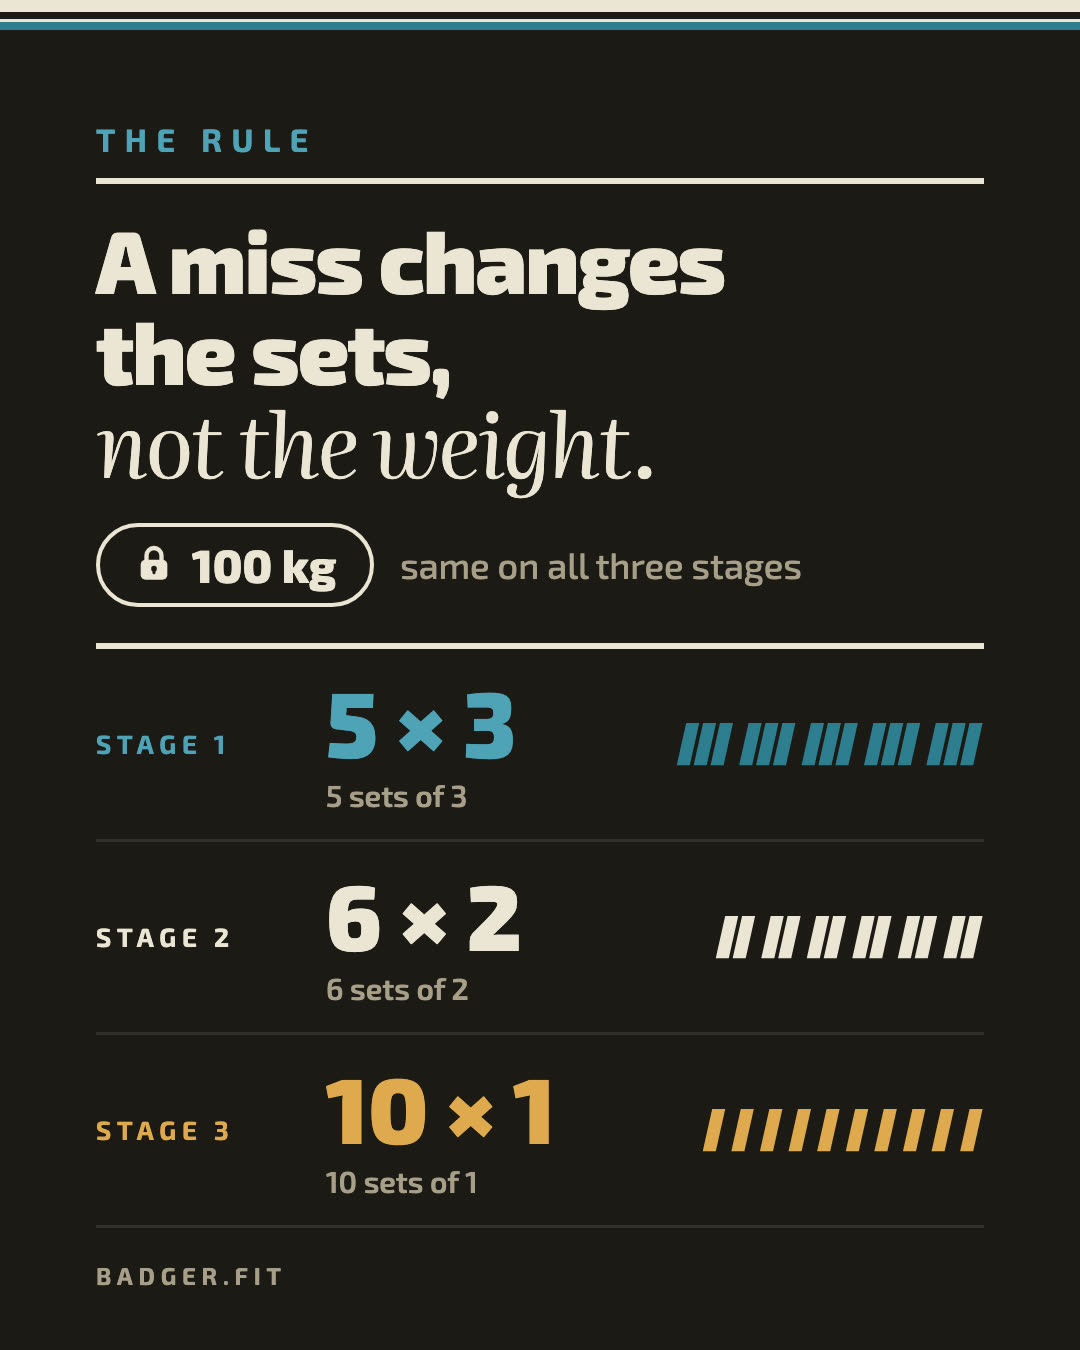 THE RULE
A miss changes
the sets,
not the weight.
100 kg same on all three stages
STAGE 1 5 × 3
5 sets of 3
STAGE 2 6 × 2
6 sets of 2
STAGE 3 10 × 1
10 sets of 1
BADGER.FIT